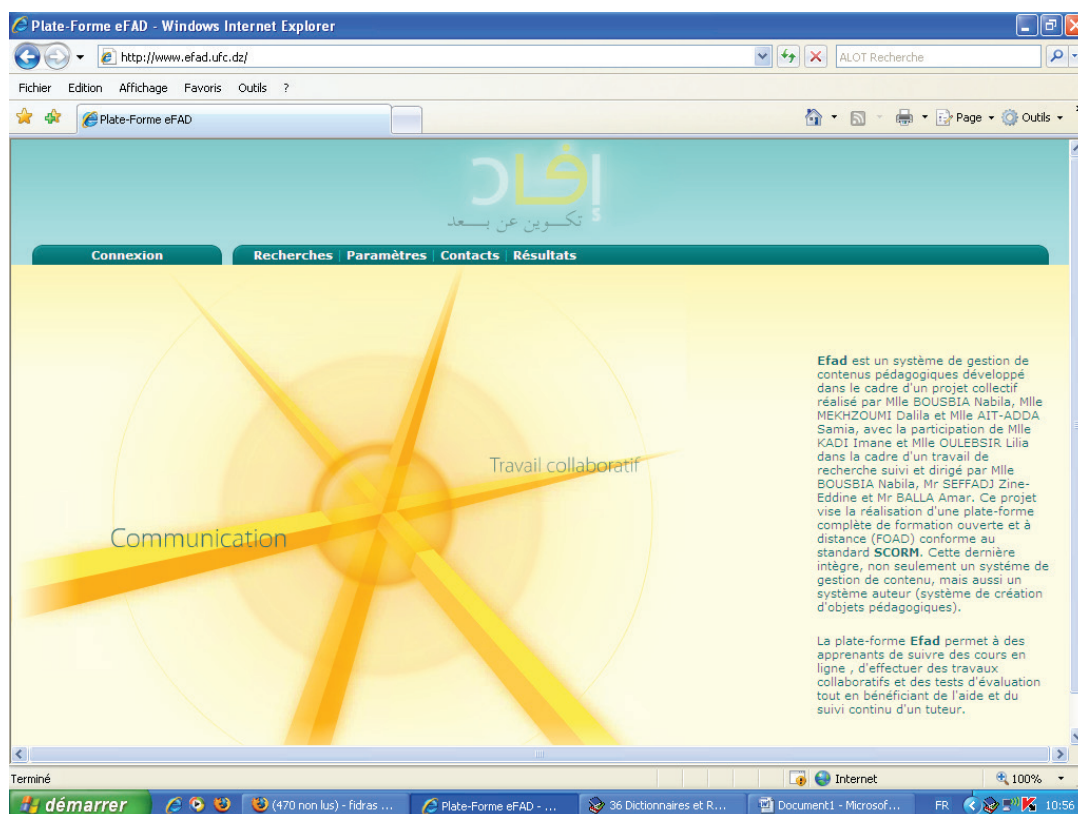 Plate-Forme eFAD - Windows Internet Explorer
http://www.efad.ufc.dz/
ALOT Recherche
Fichier Edition Affichage Favoris Outils ?
Plate-Forme eFAD
Page Outils
إفاد
تكوين عن بعد
Connexion
Recherches | Paramètres | Contacts | Résultats
Efad est un système de gestion de
contenus pédagogiques développé
dans le cadre d'un projet collectif
réalisé par Mlle BOUSBIA Nabila, Mlle
MEKHZOUMI Dalila et Mlle AIT-ADDA
Samia, avec la participation de Mlle
KADI Imane et Mlle OULEBSIR Lilia
dans le cadre d'un travail de
recherche suivi et dirigé par Mlle
BOUSBIA Nabila, Mr SEFFADJ Zine-
Eddine et Mr BALLA Amar. Ce projet
vise la réalisation d'une plate-forme
complète de formation ouverte et à
distance (FOAD) conforme au
standard SCORM. Cette dernière
intègre, non seulement un systéme de
gestion de contenu, mais aussi un
système auteur (système de création
d'objets pédagogiques).
La plate-forme Efad permet à des
apprenants de suivre des cours en
ligne , d'effectuer des travaux
collaboratifs et des tests d'évaluation
tout en bénéficiant de l'aide et du
suivi continu d'un tuteur.
Travail collaboratif
Communication
Terminé
Internet
100%
démarrer
(470 non lus) - fidras ...
Plate-Forme eFAD - ...
36 Dictionnaires et R...
Document1 - Microsof...
FR
10:56